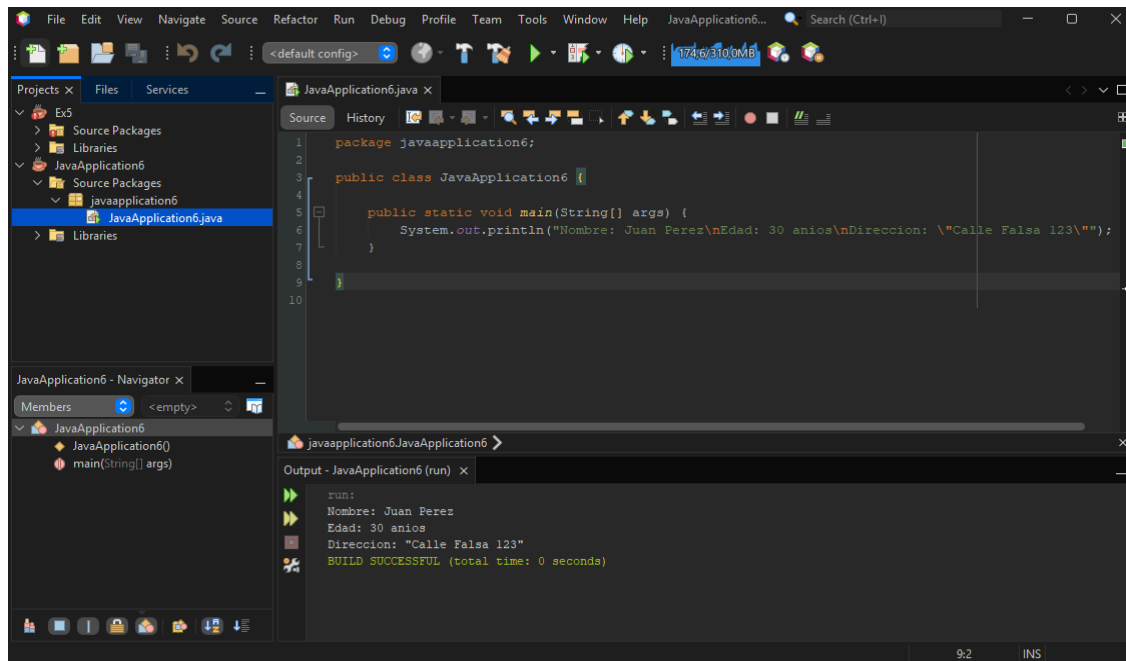 File Edit View Navigate Source Refactor Run Debug Profile Team Tools Window Help JavaApplication6... Search (Ctrl+I)
<default config> 174,6/310,0MB
Projects Files Services
Ex5
Source Packages
Libraries
JavaApplication6
Source Packages
javaapplication6
JavaApplication6.java
Libraries
JavaApplication6 - Navigator
Members <empty>
JavaApplication6
JavaApplication6()
main(String[] args)
JavaApplication6.java
Source History
1 package javaapplication6;
2
3 public class JavaApplication6 {
4
5 public static void main(String[] args) {
6 System.out.println("Nombre: Juan Perez\nEdad: 30 anios\nDireccion: \"Calle Falsa 123\"");
7 }
8
9 }
10
javaapplication6.JavaApplication6
Output - JavaApplication6 (run)
run:
Nombre: Juan Perez
Edad: 30 anios
Direccion: "Calle Falsa 123"
BUILD SUCCESSFUL (total time: 0 seconds)
9:2 INS